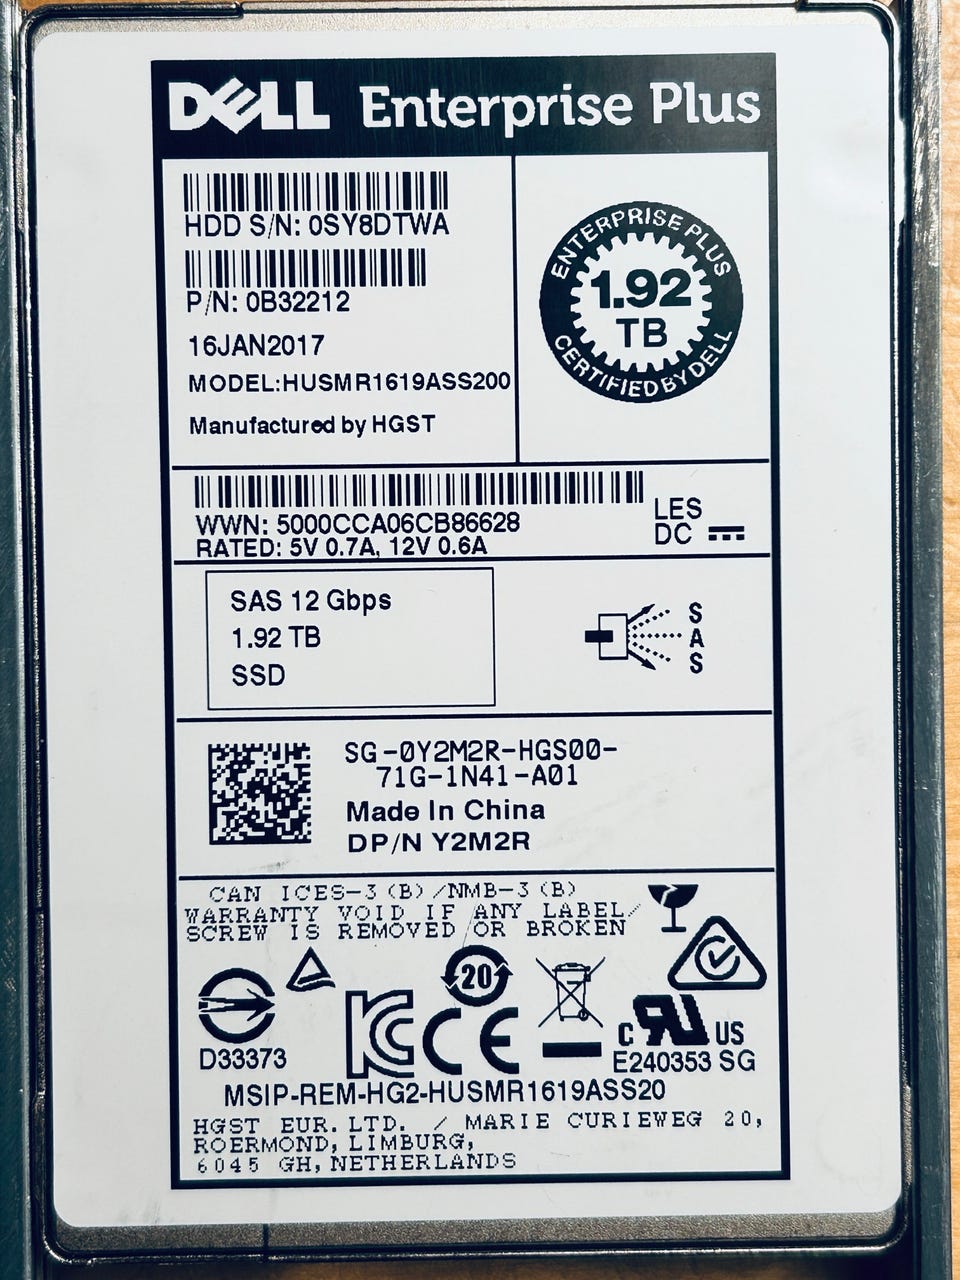 DELL Enterprise Plus
HDD S/N: 0SY8DTWA
P/N: 0B32212
16JAN2017
MODEL:HUSMR1619ASS200
Manufactured by HGST
ENTERPRISE PLUS
1.92
TB
CERTIFIED BY DELL
WWN: 5000CCA06CB86628
RATED: 5V 0.7A, 12V 0.6A
LES
DC
SAS 12 Gbps
1.92 TB
SSD
S
A
S
SG-0Y2M2R-HGS00-
71G-1N41-A01
Made In China
DP/N Y2M2R
CAN ICES-3(B)/NMB-3(B)
WARRANTY VOID IF ANY LABEL
SCREW IS REMOVED OR BROKEN
20
D33373
KC CE
c RU US
E240353 SG
MSIP-REM-HG2-HUSMR1619ASS20
HGST EUR.LTD. / MARIE CURIEWEG 20,
ROERMOND, LIMBURG,
6045 GH, NETHERLANDS